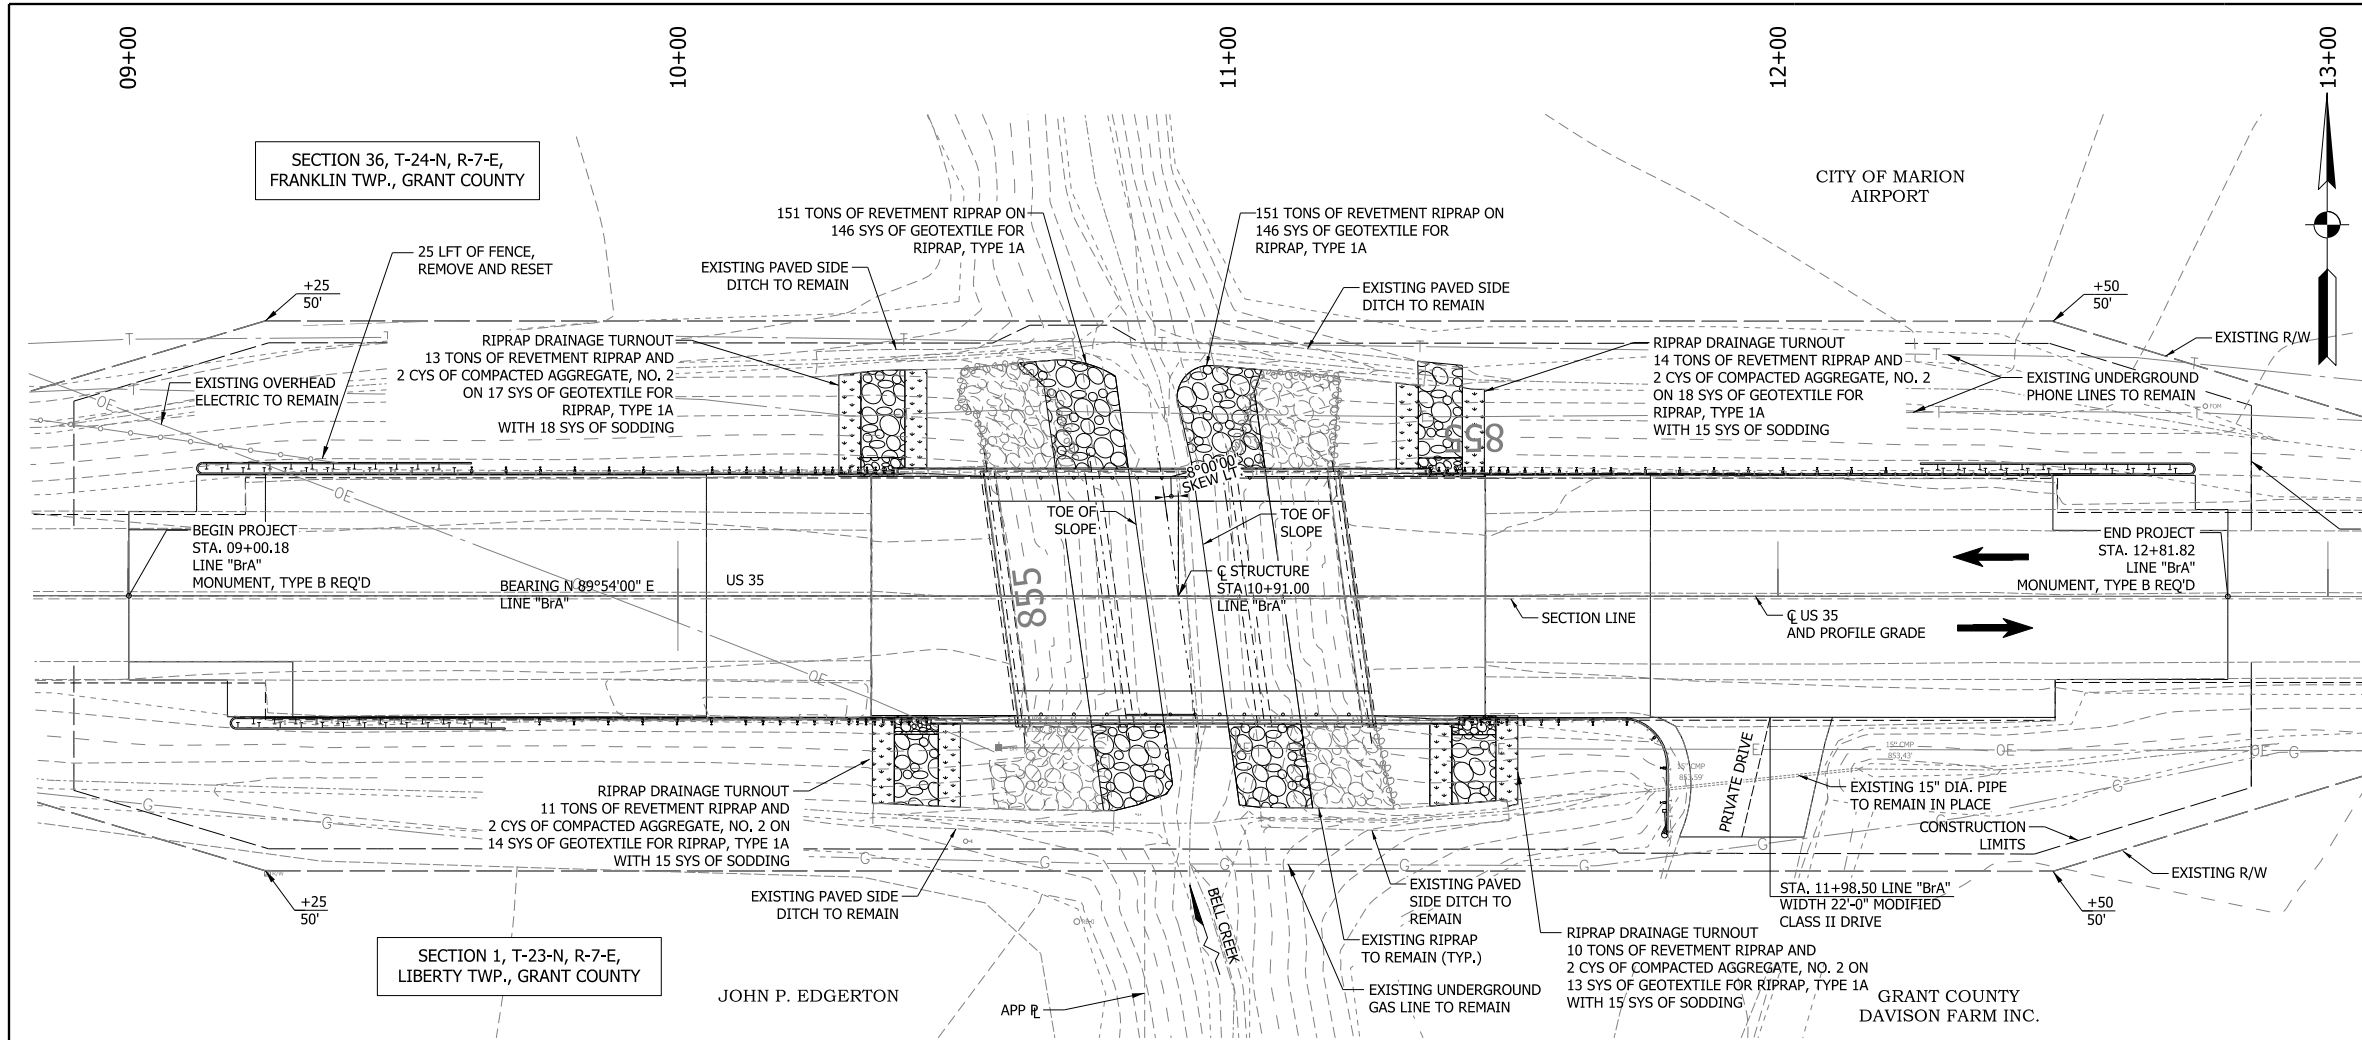 09+00
10+00
11+00
12+00
13+00
SECTION 36, T-24-N, R-7-E,
FRANKLIN TWP., GRANT COUNTY
CITY OF MARION
AIRPORT
151 TONS OF REVETMENT RIPRAP ON
146 SYS OF GEOTEXTILE FOR
RIPRAP, TYPE 1A
151 TONS OF REVETMENT RIPRAP ON
146 SYS OF GEOTEXTILE FOR
RIPRAP, TYPE 1A
25 LFT OF FENCE,
REMOVE AND RESET
EXISTING PAVED SIDE
DITCH TO REMAIN
EXISTING PAVED SIDE
DITCH TO REMAIN
+25
50'
+50
50'
RIPRAP DRAINAGE TURNOUT
13 TONS OF REVETMENT RIPRAP AND
2 CYS OF COMPACTED AGGREGATE, NO. 2
ON 17 SYS OF GEOTEXTILE FOR
RIPRAP, TYPE 1A
WITH 18 SYS OF SODDING
RIPRAP DRAINAGE TURNOUT
14 TONS OF REVETMENT RIPRAP AND
2 CYS OF COMPACTED AGGREGATE, NO. 2
ON 18 SYS OF GEOTEXTILE FOR
RIPRAP, TYPE 1A
WITH 15 SYS OF SODDING
EXISTING R/W
EXISTING OVERHEAD
ELECTRIC TO REMAIN
EXISTING UNDERGROUND
PHONE LINES TO REMAIN
855
8°00'00"
SKEW LT.
TOE OF
SLOPE
TOE OF
SLOPE
BEGIN PROJECT
STA. 09+00.18
LINE "BrA"
MONUMENT, TYPE B REQ'D
END PROJECT
STA. 12+81.82
LINE "BrA"
MONUMENT, TYPE B REQ'D
BEARING N 89°54'00" E
LINE "BrA"
US 35
855
℄ STRUCTURE
STA 10+91.00
LINE "BrA"
SECTION LINE
℄ US 35
AND PROFILE GRADE
PRIVATE DRIVE
15" CMP
853.59'
15" CMP
853.43'
EXISTING 15" DIA. PIPE
TO REMAIN IN PLACE
CONSTRUCTION
LIMITS
EXISTING R/W
RIPRAP DRAINAGE TURNOUT
11 TONS OF REVETMENT RIPRAP AND
2 CYS OF COMPACTED AGGREGATE, NO. 2 ON
14 SYS OF GEOTEXTILE FOR RIPRAP, TYPE 1A
WITH 15 SYS OF SODDING
EXISTING PAVED SIDE
DITCH TO REMAIN
EXISTING PAVED
SIDE DITCH TO
REMAIN
STA. 11+98.50 LINE "BrA"
WIDTH 22'-0" MODIFIED
CLASS II DRIVE
+25
50'
+50
50'
BELL CREEK
EXISTING RIPRAP
TO REMAIN (TYP.)
RIPRAP DRAINAGE TURNOUT
10 TONS OF REVETMENT RIPRAP AND
2 CYS OF COMPACTED AGGREGATE, NO. 2 ON
13 SYS OF GEOTEXTILE FOR RIPRAP, TYPE 1A
WITH 15 SYS OF SODDING
SECTION 1, T-23-N, R-7-E,
LIBERTY TWP., GRANT COUNTY
JOHN P. EDGERTON
APP ⅊
EXISTING UNDERGROUND
GAS LINE TO REMAIN
GRANT COUNTY
DAVISON FARM INC.